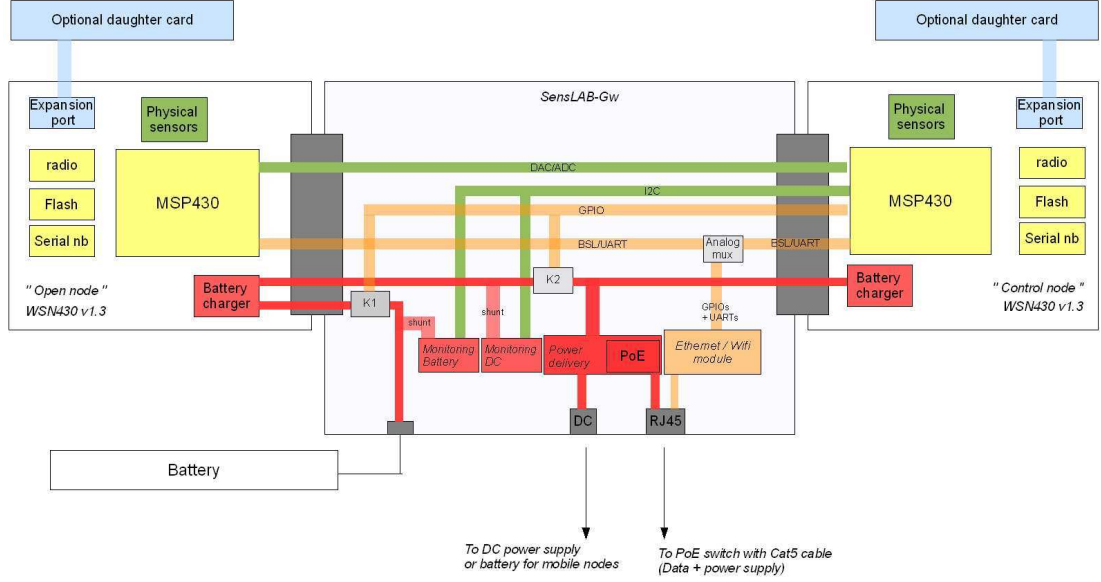 Optional daughter card
Optional daughter card
SensLAB-Gw
Expansion
port
Physical
sensors
Physical
sensors
Expansion
port
radio
Flash
Serial nb
MSP430
DAC/ADC
I2C
GPIO
BSL/UART
Analog
mux
BSL/UART
MSP430
radio
Flash
Serial nb
" Open node "
WSN430 v1.3
Battery
charger
K1
K2
Battery
charger
" Control node "
WSN430 v1.3
shunt
shunt
GPIOs
+ UARTs
Monitoring
Battery
Monitoring
DC
Power
delivery
PoE
Ethernet / Wifi
module
DC
RJ45
Battery
To DC power supply
or battery for mobile nodes
To PoE switch with Cat5 cable
(Data + power supply)